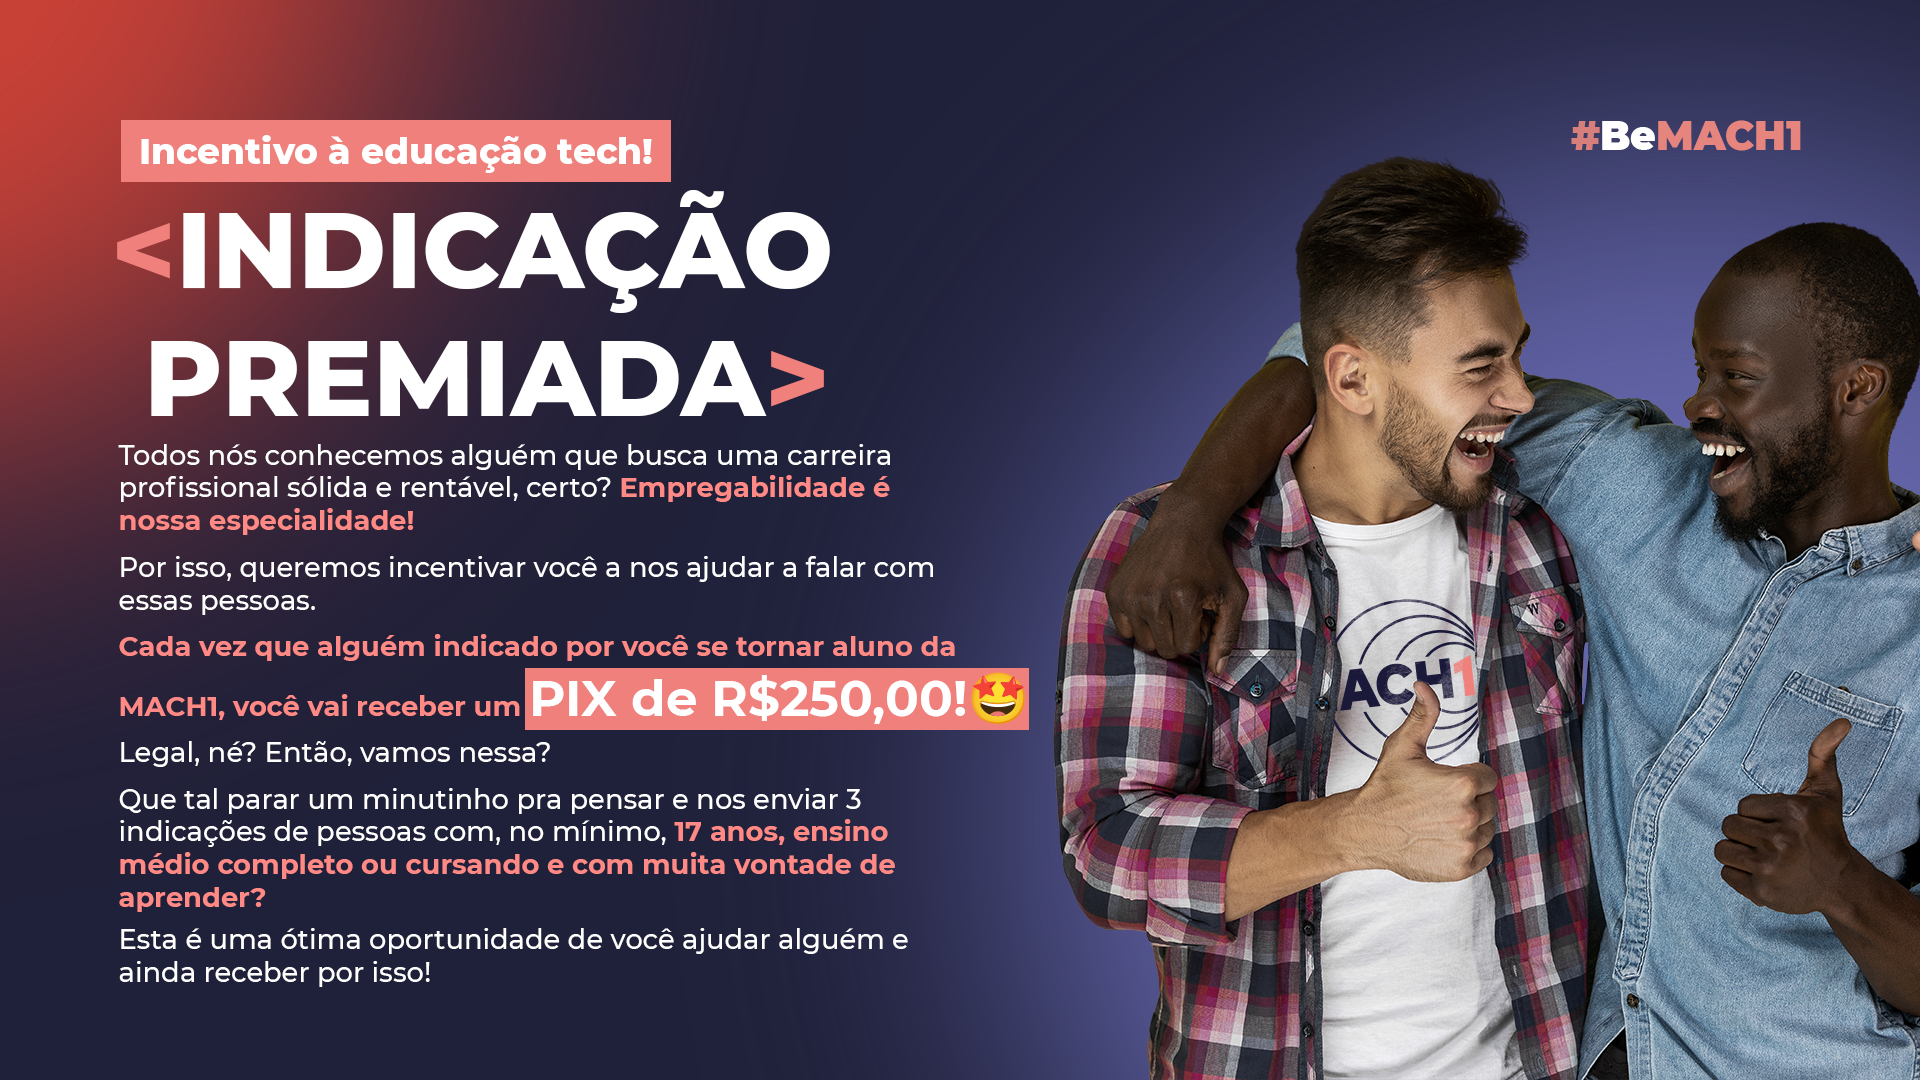 Incentivo à educação tech!
#BeMACH1
<INDICAÇÃO
PREMIADA>
Todos nós conhecemos alguém que busca uma carreira
profissional sólida e rentável, certo? Empregabilidade é
nossa especialidade!
Por isso, queremos incentivar você a nos ajudar a falar com
essas pessoas.
Cada vez que alguém indicado por você se tornar aluno da
MACH1, você vai receber um PIX de R$250,00!🤩
Legal, né? Então, vamos nessa?
Que tal parar um minutinho pra pensar e nos enviar 3
indicações de pessoas com, no mínimo, 17 anos, ensino
médio completo ou cursando e com muita vontade de
aprender?
Esta é uma ótima oportunidade de você ajudar alguém e
ainda receber por isso!
ACH1
W